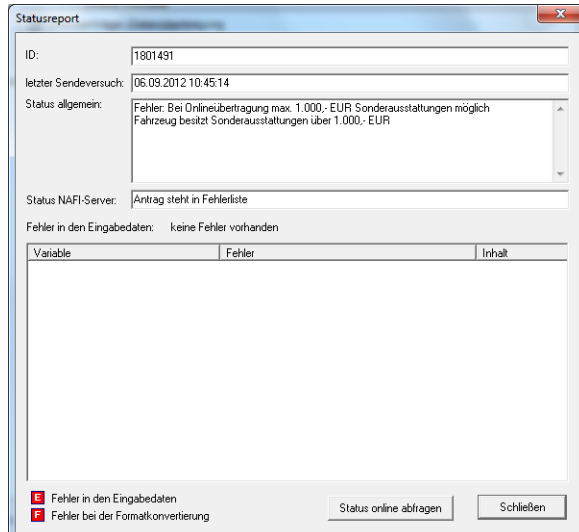 Statusreport
ID: 1801491
letzter Sendeversuch: 06.09.2012 10:45:14
Status allgemein: Fehler: Bei Onlineübertragung max. 1.000,- EUR Sonderausstattungen möglich
Fahrzeug besitzt Sonderausstattungen über 1.000,- EUR
Status NAFI-Server: Antrag steht in Fehlerliste
Fehler in den Eingabedaten: keine Fehler vorhanden
Variable Fehler Inhalt
E Fehler in den Eingabedaten
F Fehler bei der Formatkonvertierung
Status online abfragen Schließen